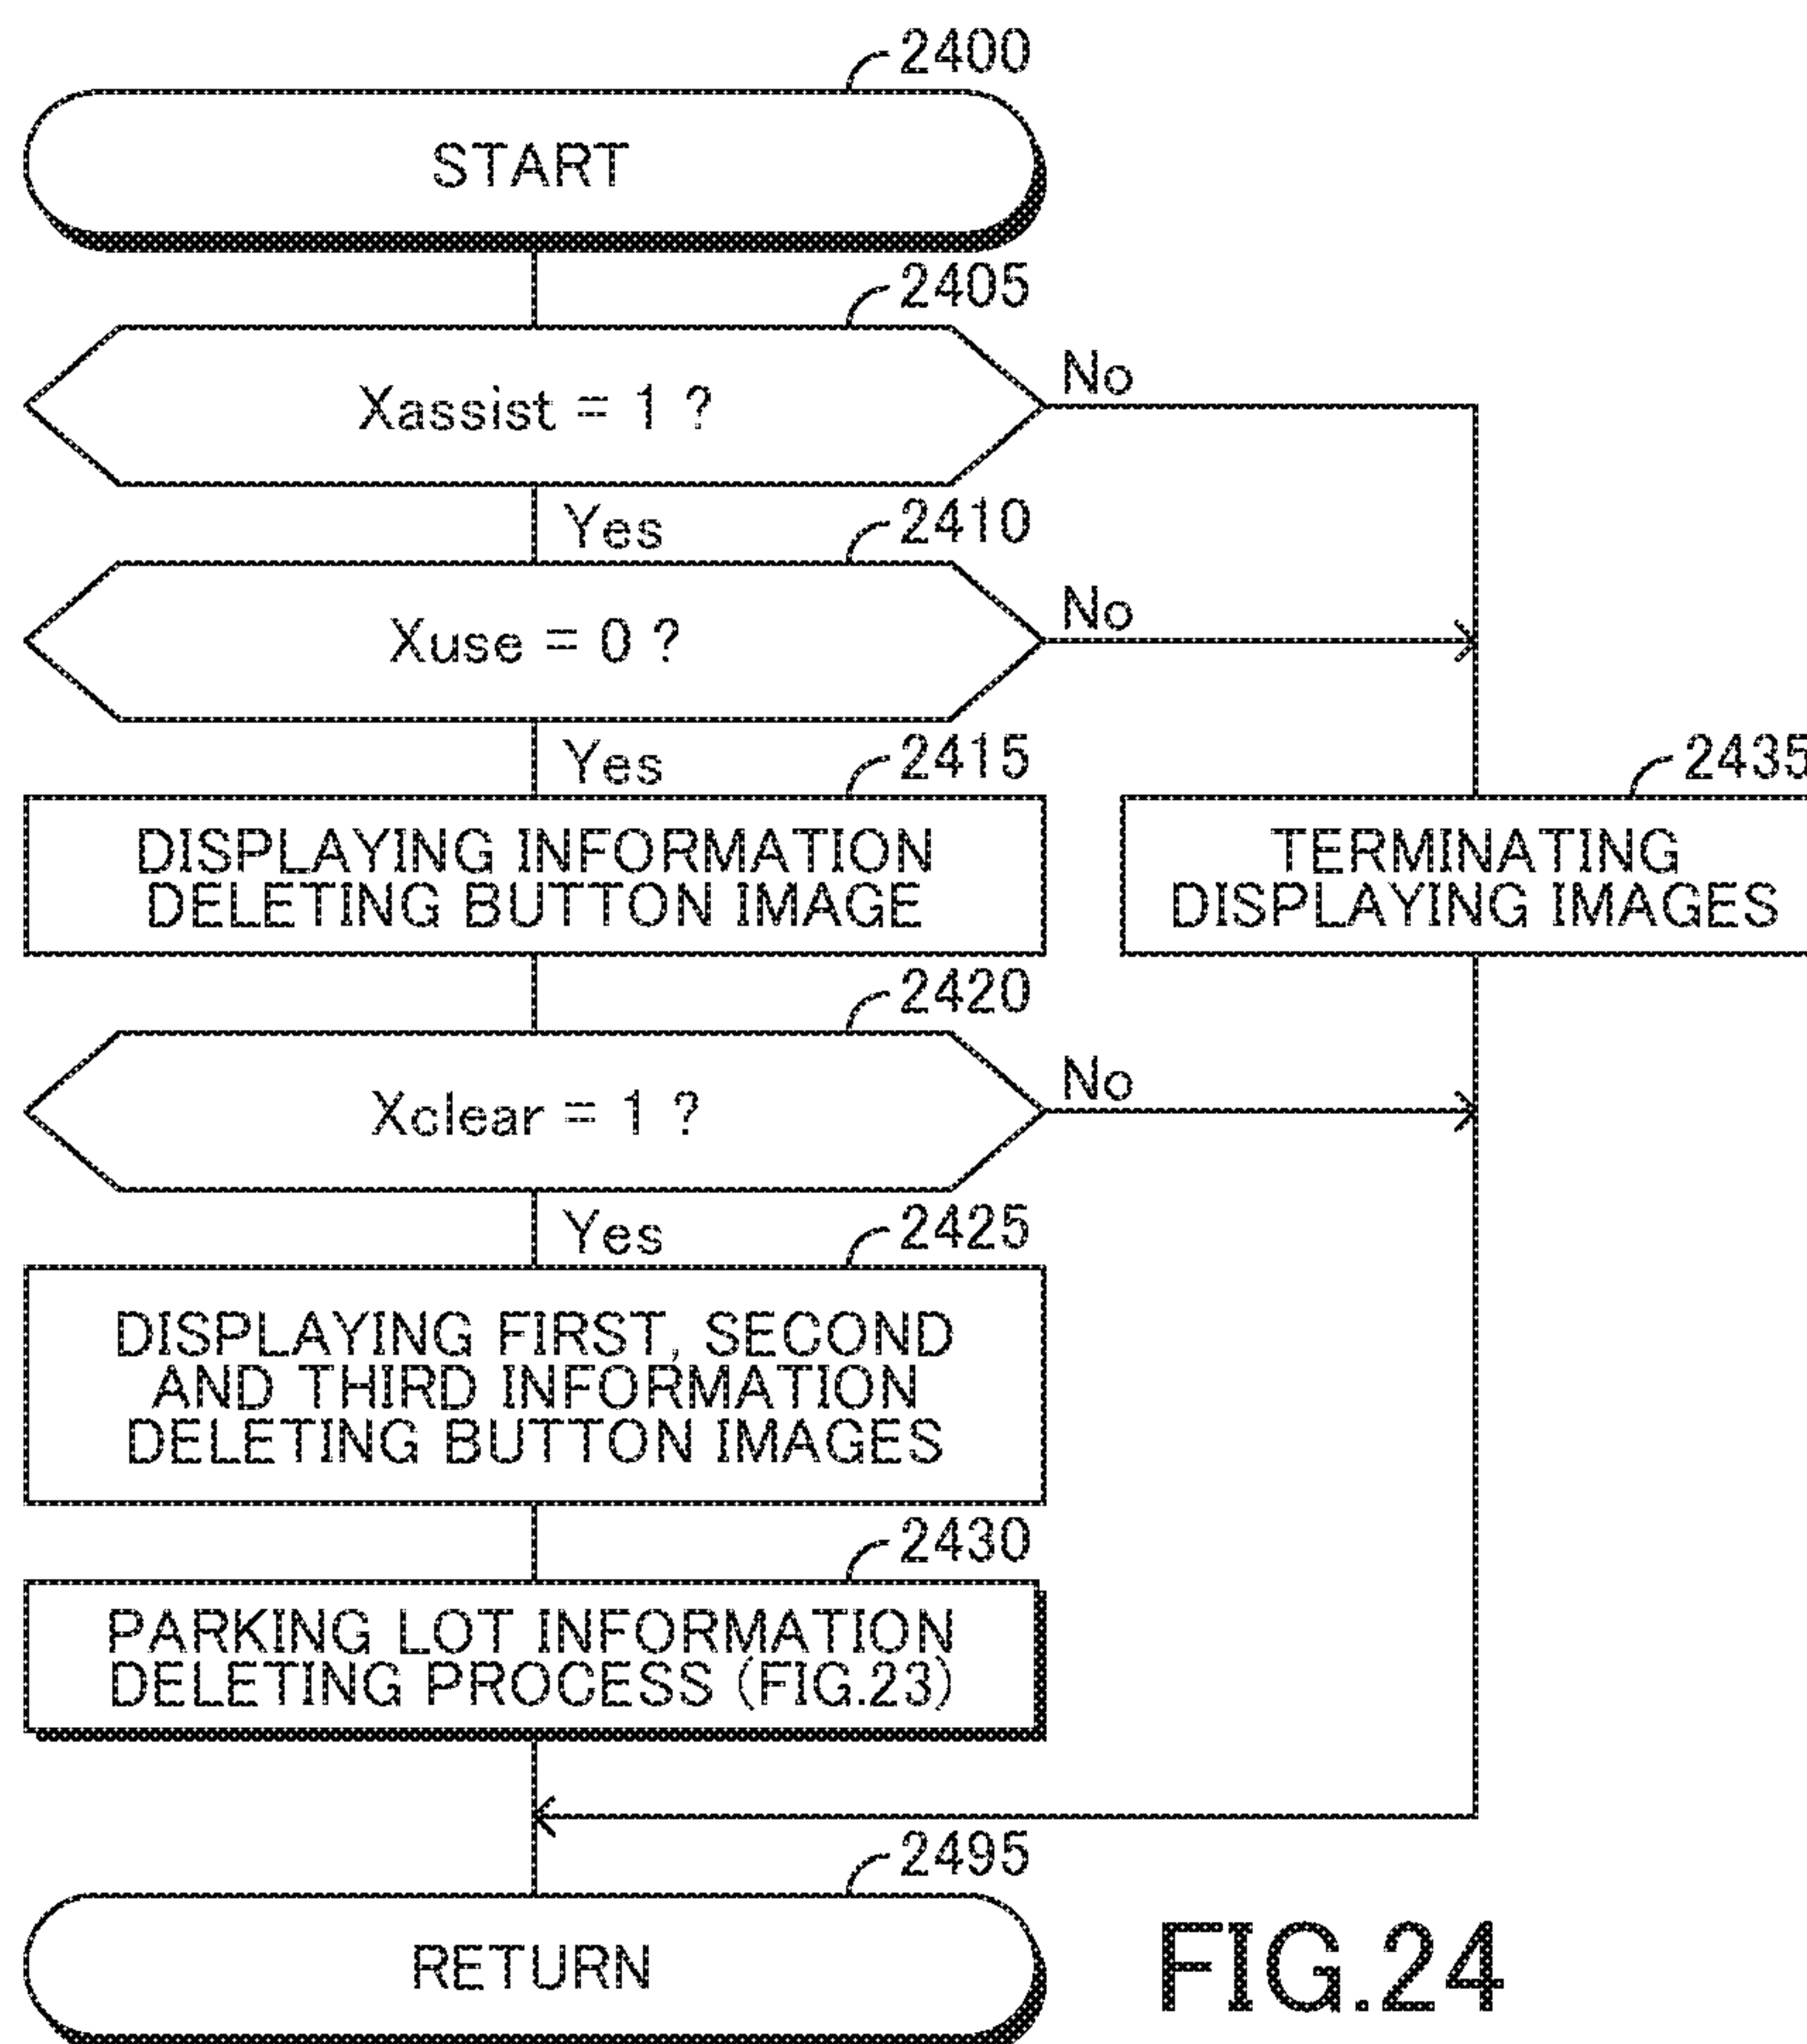 2400
START
2405
Xassist = 1 ?
No
Yes
2410
Xuse = 0 ?
No
Yes
2415
DISPLAYING INFORMATION
DELETING BUTTON IMAGE
2435
TERMINATING
DISPLAYING IMAGES
2420
Xclear = 1 ?
No
Yes
2425
DISPLAYING FIRST, SECOND
AND THIRD INFORMATION
DELETING BUTTON IMAGES
2430
PARKING LOT INFORMATION
DELETING PROCESS (FIG.23)
2495
RETURN
FIG.24